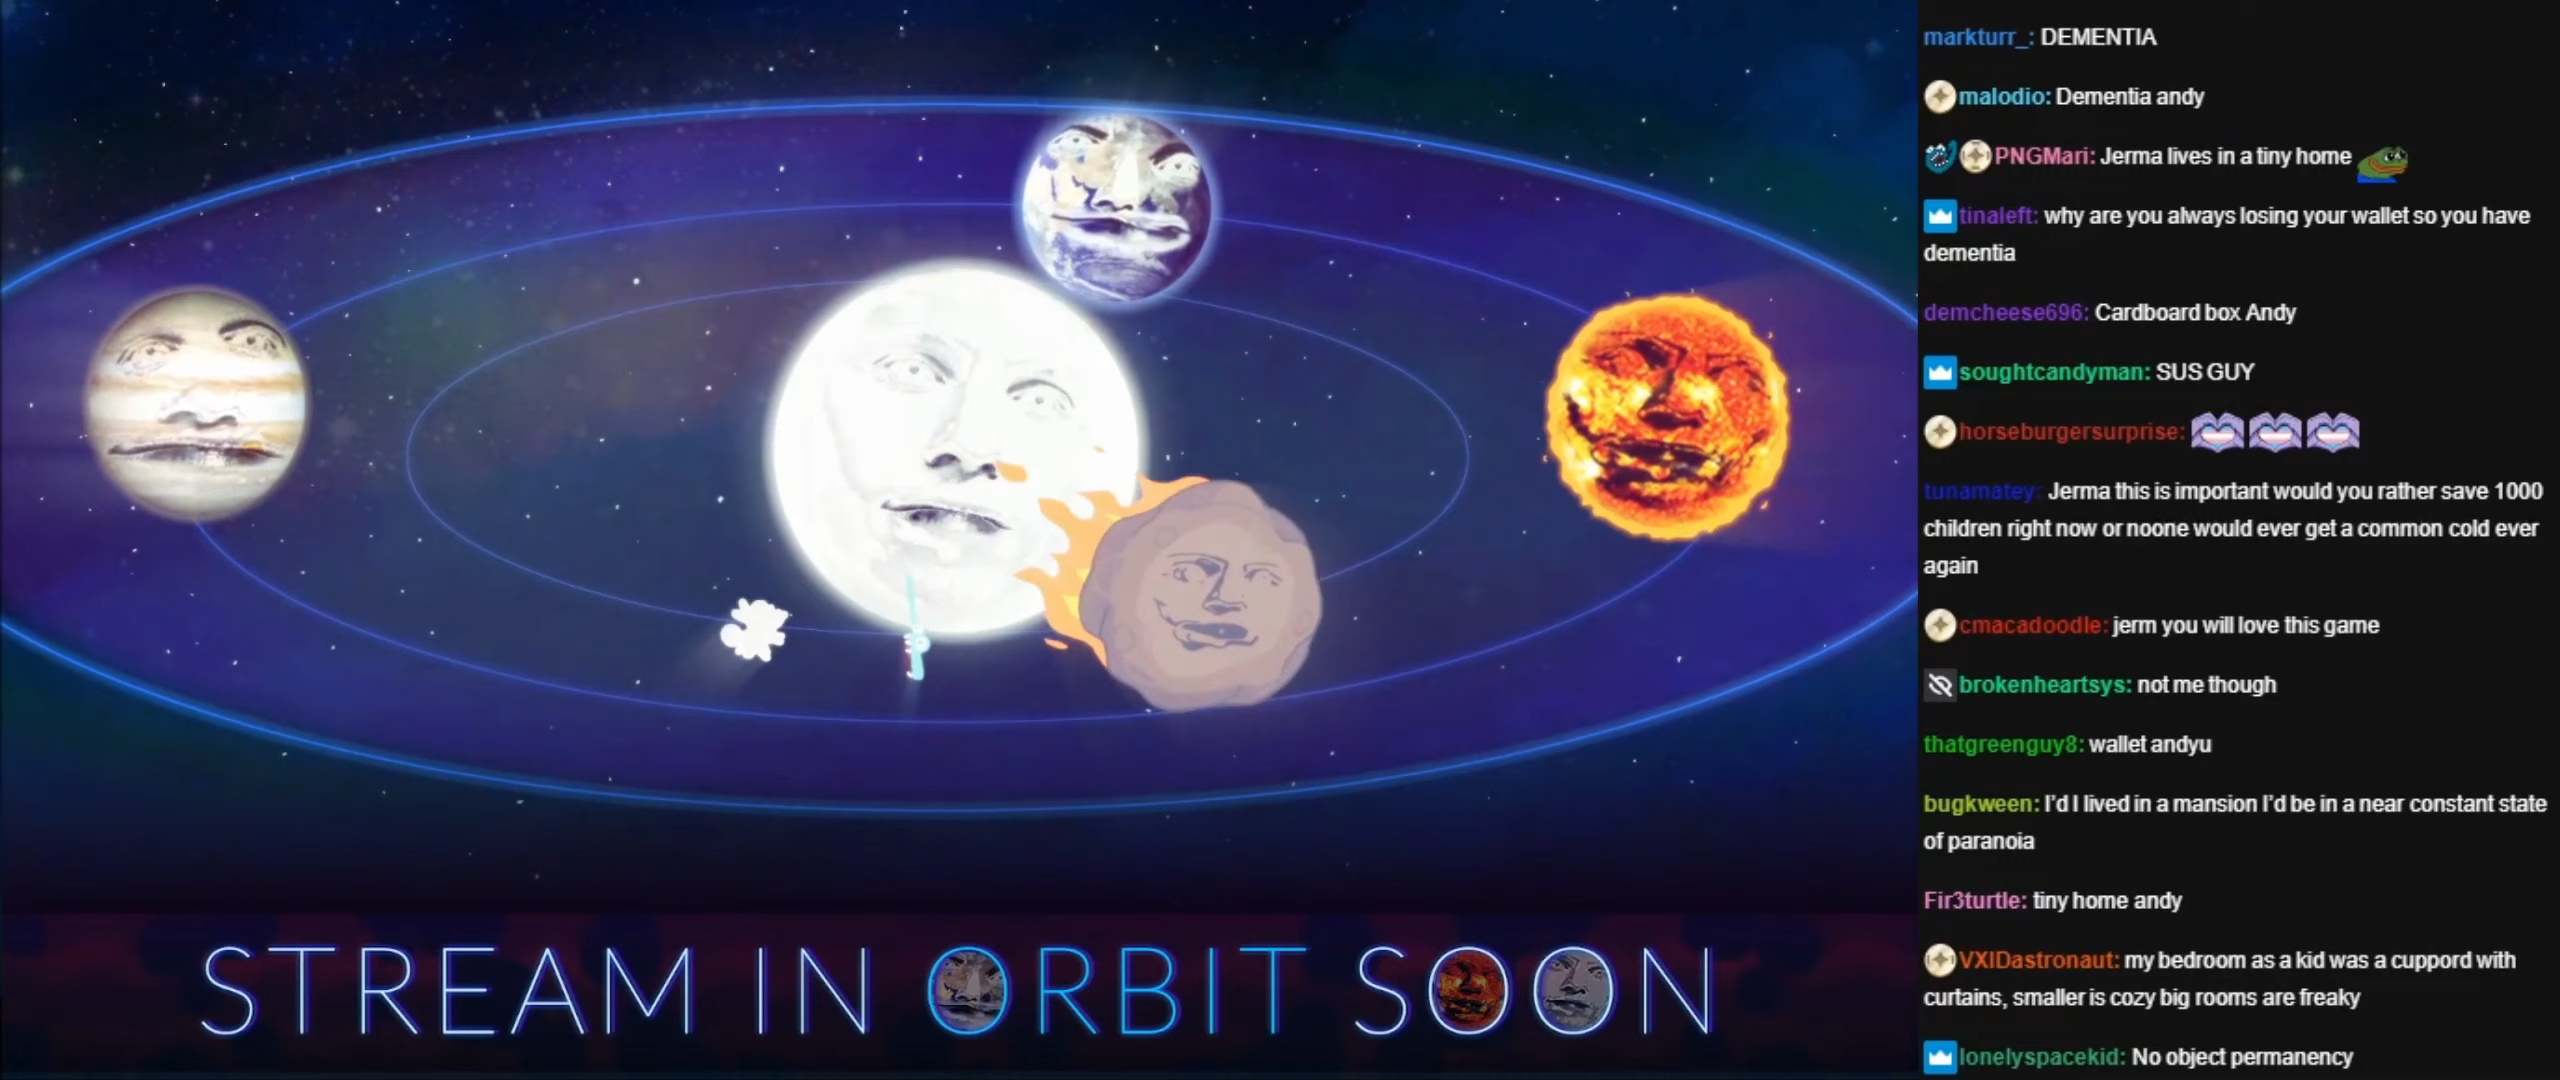 markturr_: DEMENTIA
malodio: Dementia andy
PNGMari: Jerma lives in a tiny home
tinaleft: why are you always losing your wallet so you have
dementia
demcheese696: Cardboard box Andy
soughtcandyman: SUS GUY
horseburgersurprise:
tunamatey: Jerma this is important would you rather save 1000
children right now or noone would ever get a common cold ever
again
cmacadoodle: jerm you will love this game
brokenheartsys: not me though
thatgreenguy8: wallet andyu
bugkween: I'd I lived in a mansion I'd be in a near constant state
of paranoia
Fir3turtle: tiny home andy
VXIDastronaut: my bedroom as a kid was a cuppord with
curtains, smaller is cozy big rooms are freaky
lonelyspacekid: No object permanency
STREAM IN ORBIT SOON